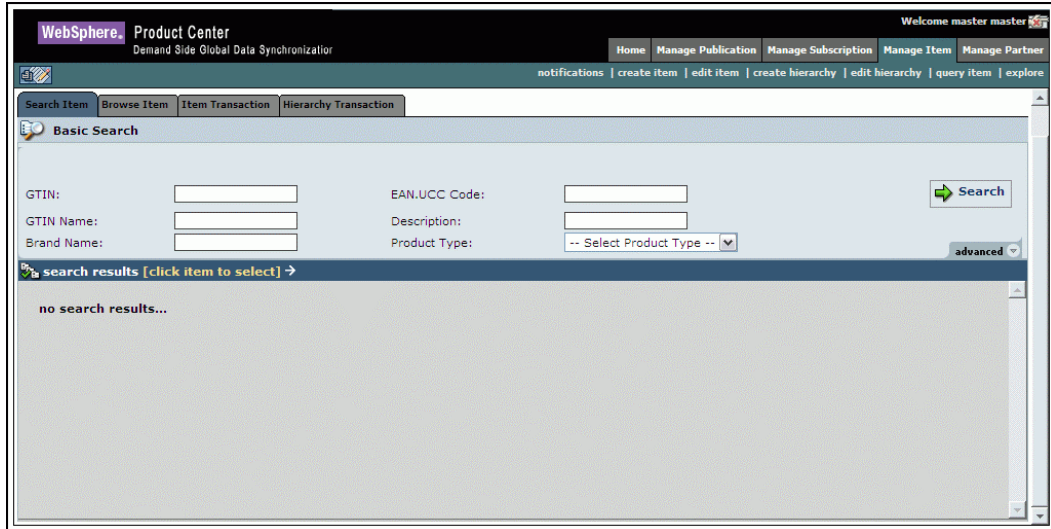 Welcome master master
WebSphere. Product Center
Demand Side Global Data Synchronization
Home Manage Publication Manage Subscription Manage Item Manage Partner
notifications | create item | edit item | create hierarchy | edit hierarchy | query item | explore
Search Item Browse Item Item Transaction Hierarchy Transaction
Basic Search
GTIN: EAN.UCC Code: Search
GTIN Name: Description:
Brand Name: Product Type: -- Select Product Type --
advanced
search results [click item to select] →
no search results...